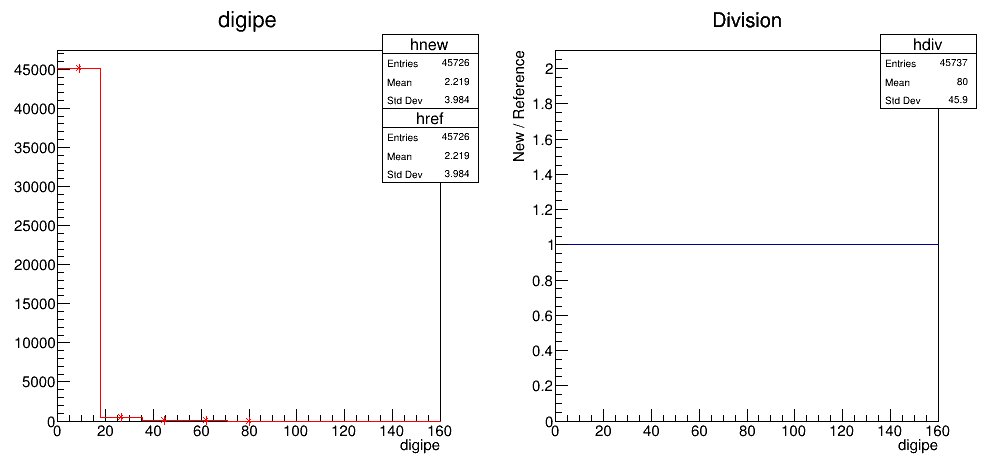 digipe
hnew
Entries 45726
Mean 2.219
Std Dev 3.984
href
Entries 45726
Mean 2.219
Std Dev 3.984
45000
40000
35000
30000
25000
20000
15000
10000
5000
0
0 20 40 60 80 100 120 140 160
digipe
Division
hdiv
Entries 45737
Mean 80
Std Dev 45.9
New / Reference
2
1.8
1.6
1.4
1.2
1
0.8
0.6
0.4
0.2
0
0 20 40 60 80 100 120 140 160
digipe